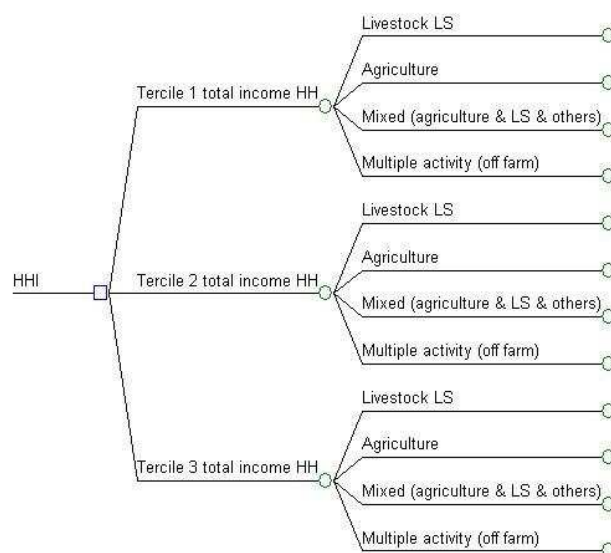 Livestock LS
Agriculture
Tercile 1 total income HH
Mixed (agriculture & LS & others)
Multiple activity (off farm)
Livestock LS
Agriculture
HHI
Tercile 2 total income HH
Mixed (agriculture & LS & others)
Multiple activity (off farm)
Livestock LS
Agriculture
Tercile 3 total income HH
Mixed (agriculture & LS & others)
Multiple activity (off farm)